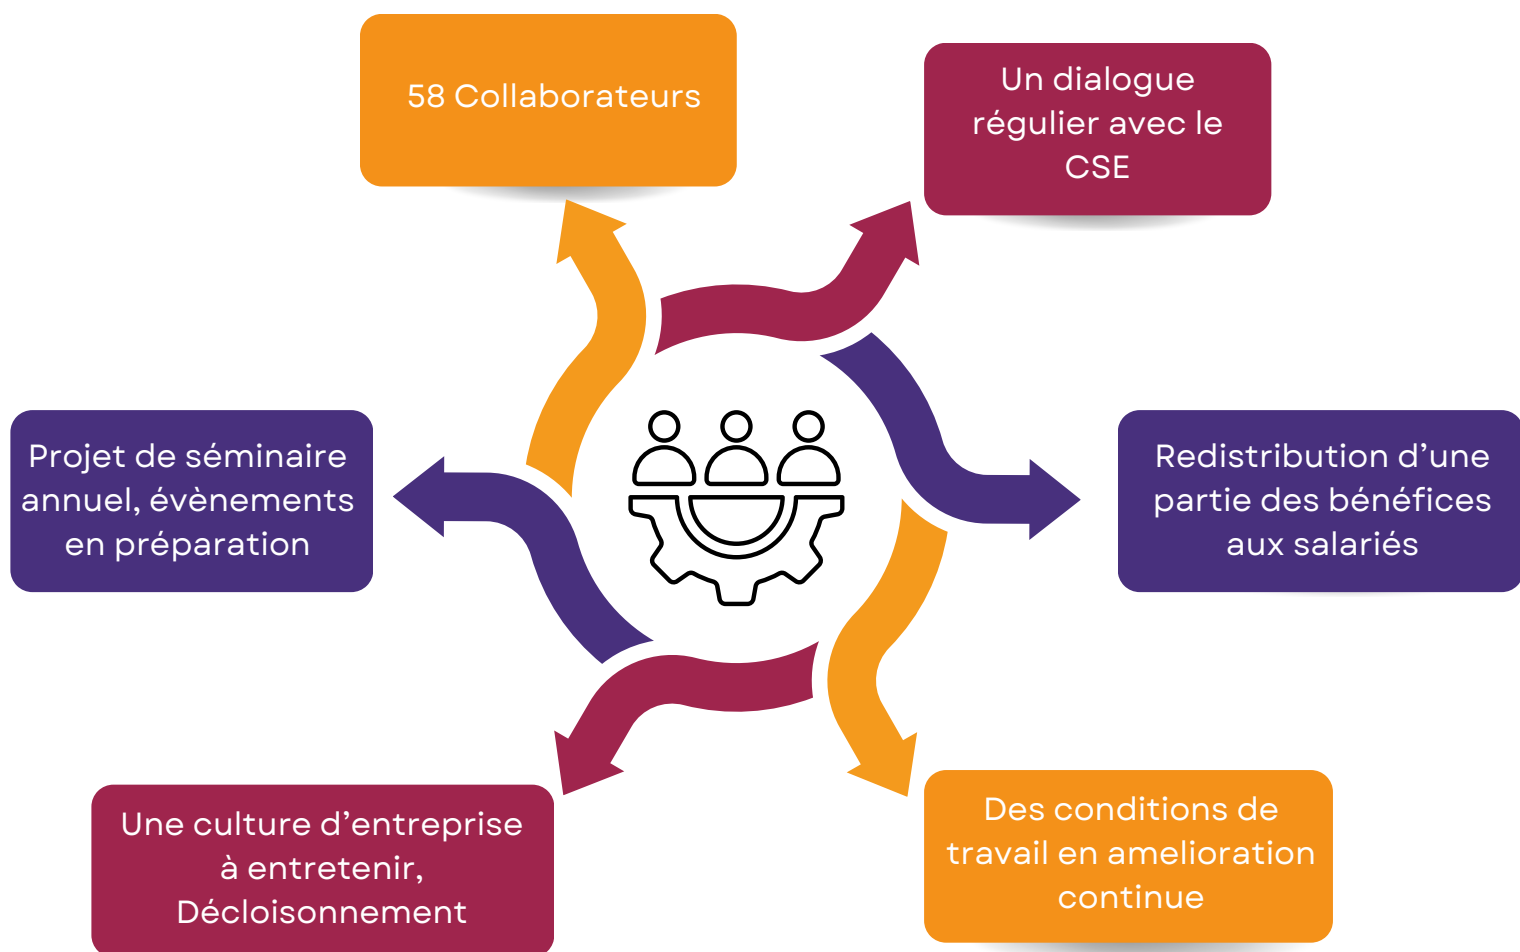 58 Collaborateurs
Un dialogue
régulier avec le
CSE
Projet de séminaire
annuel, évènements
en préparation
Redistribution d’une
partie des bénéfices
aux salariés
Une culture d’entreprise
à entretenir,
Décloisonnement
Des conditions de
travail en amelioration
continue